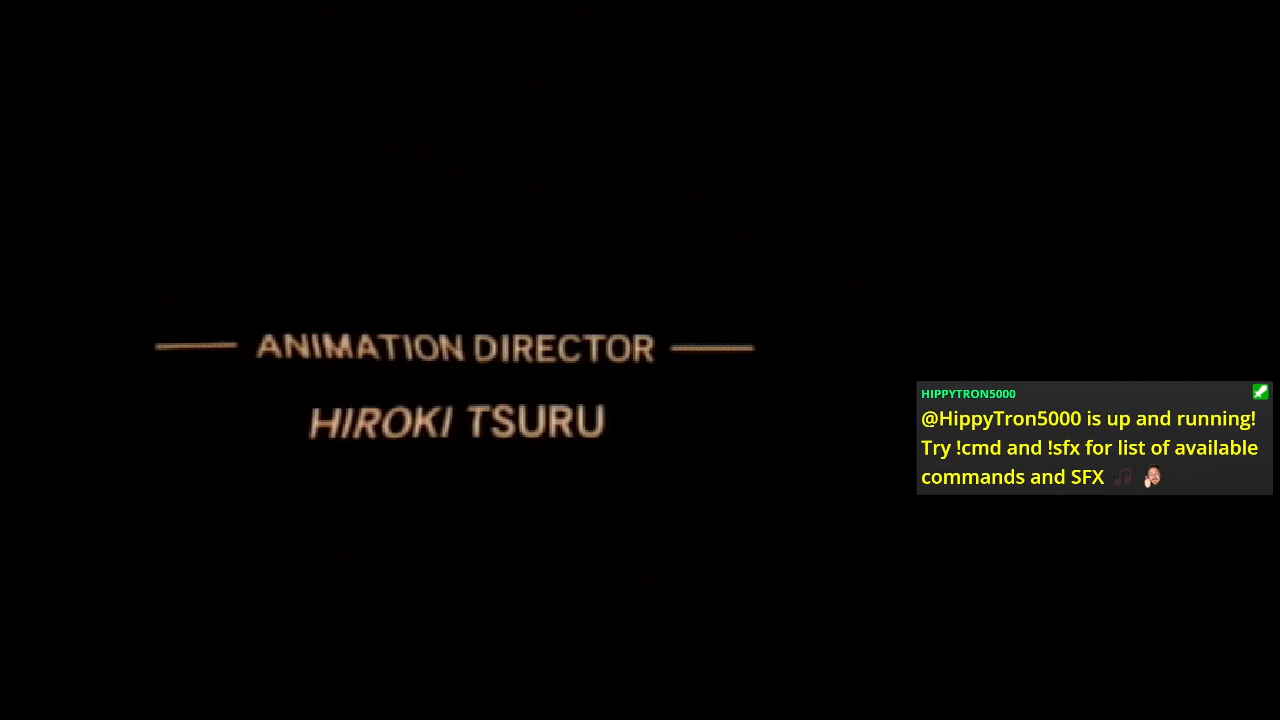 ANIMATION DIRECTOR
HIROKI TSURU
HIPPYTRON5000
@HippyTron5000 is up and running!
Try !cmd and !sfx for list of available
commands and SFX